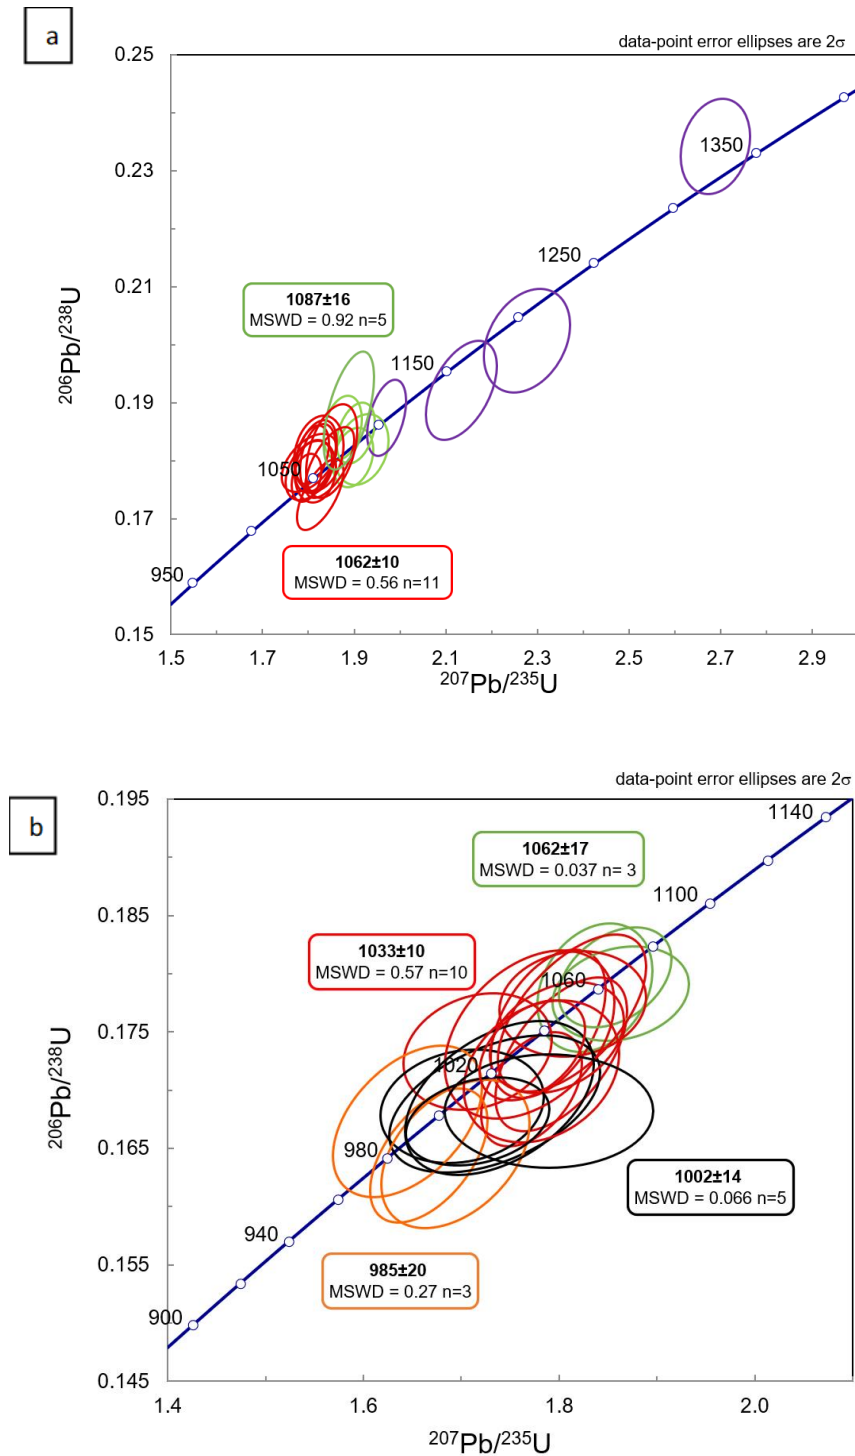 a
data-point error ellipses are 2σ
0.25
0.23
0.21
0.19
0.17
0.15
206Pb/238U
1350
1250
1150
1050
950
1087±16
MSWD = 0.92 n=5
1062±10
MSWD = 0.56 n=11
1.5 1.7 1.9 2.1 2.3 2.5 2.7 2.9
207Pb/235U
b
data-point error ellipses are 2σ
0.195
0.185
0.175
0.165
0.155
0.145
206Pb/238U
1140
1100
1060
1020
980
940
900
1062±17
MSWD = 0.037 n= 3
1033±10
MSWD = 0.57 n=10
1002±14
MSWD = 0.066 n=5
985±20
MSWD = 0.27 n=3
1.4 1.6 1.8 2.0
207Pb/235U